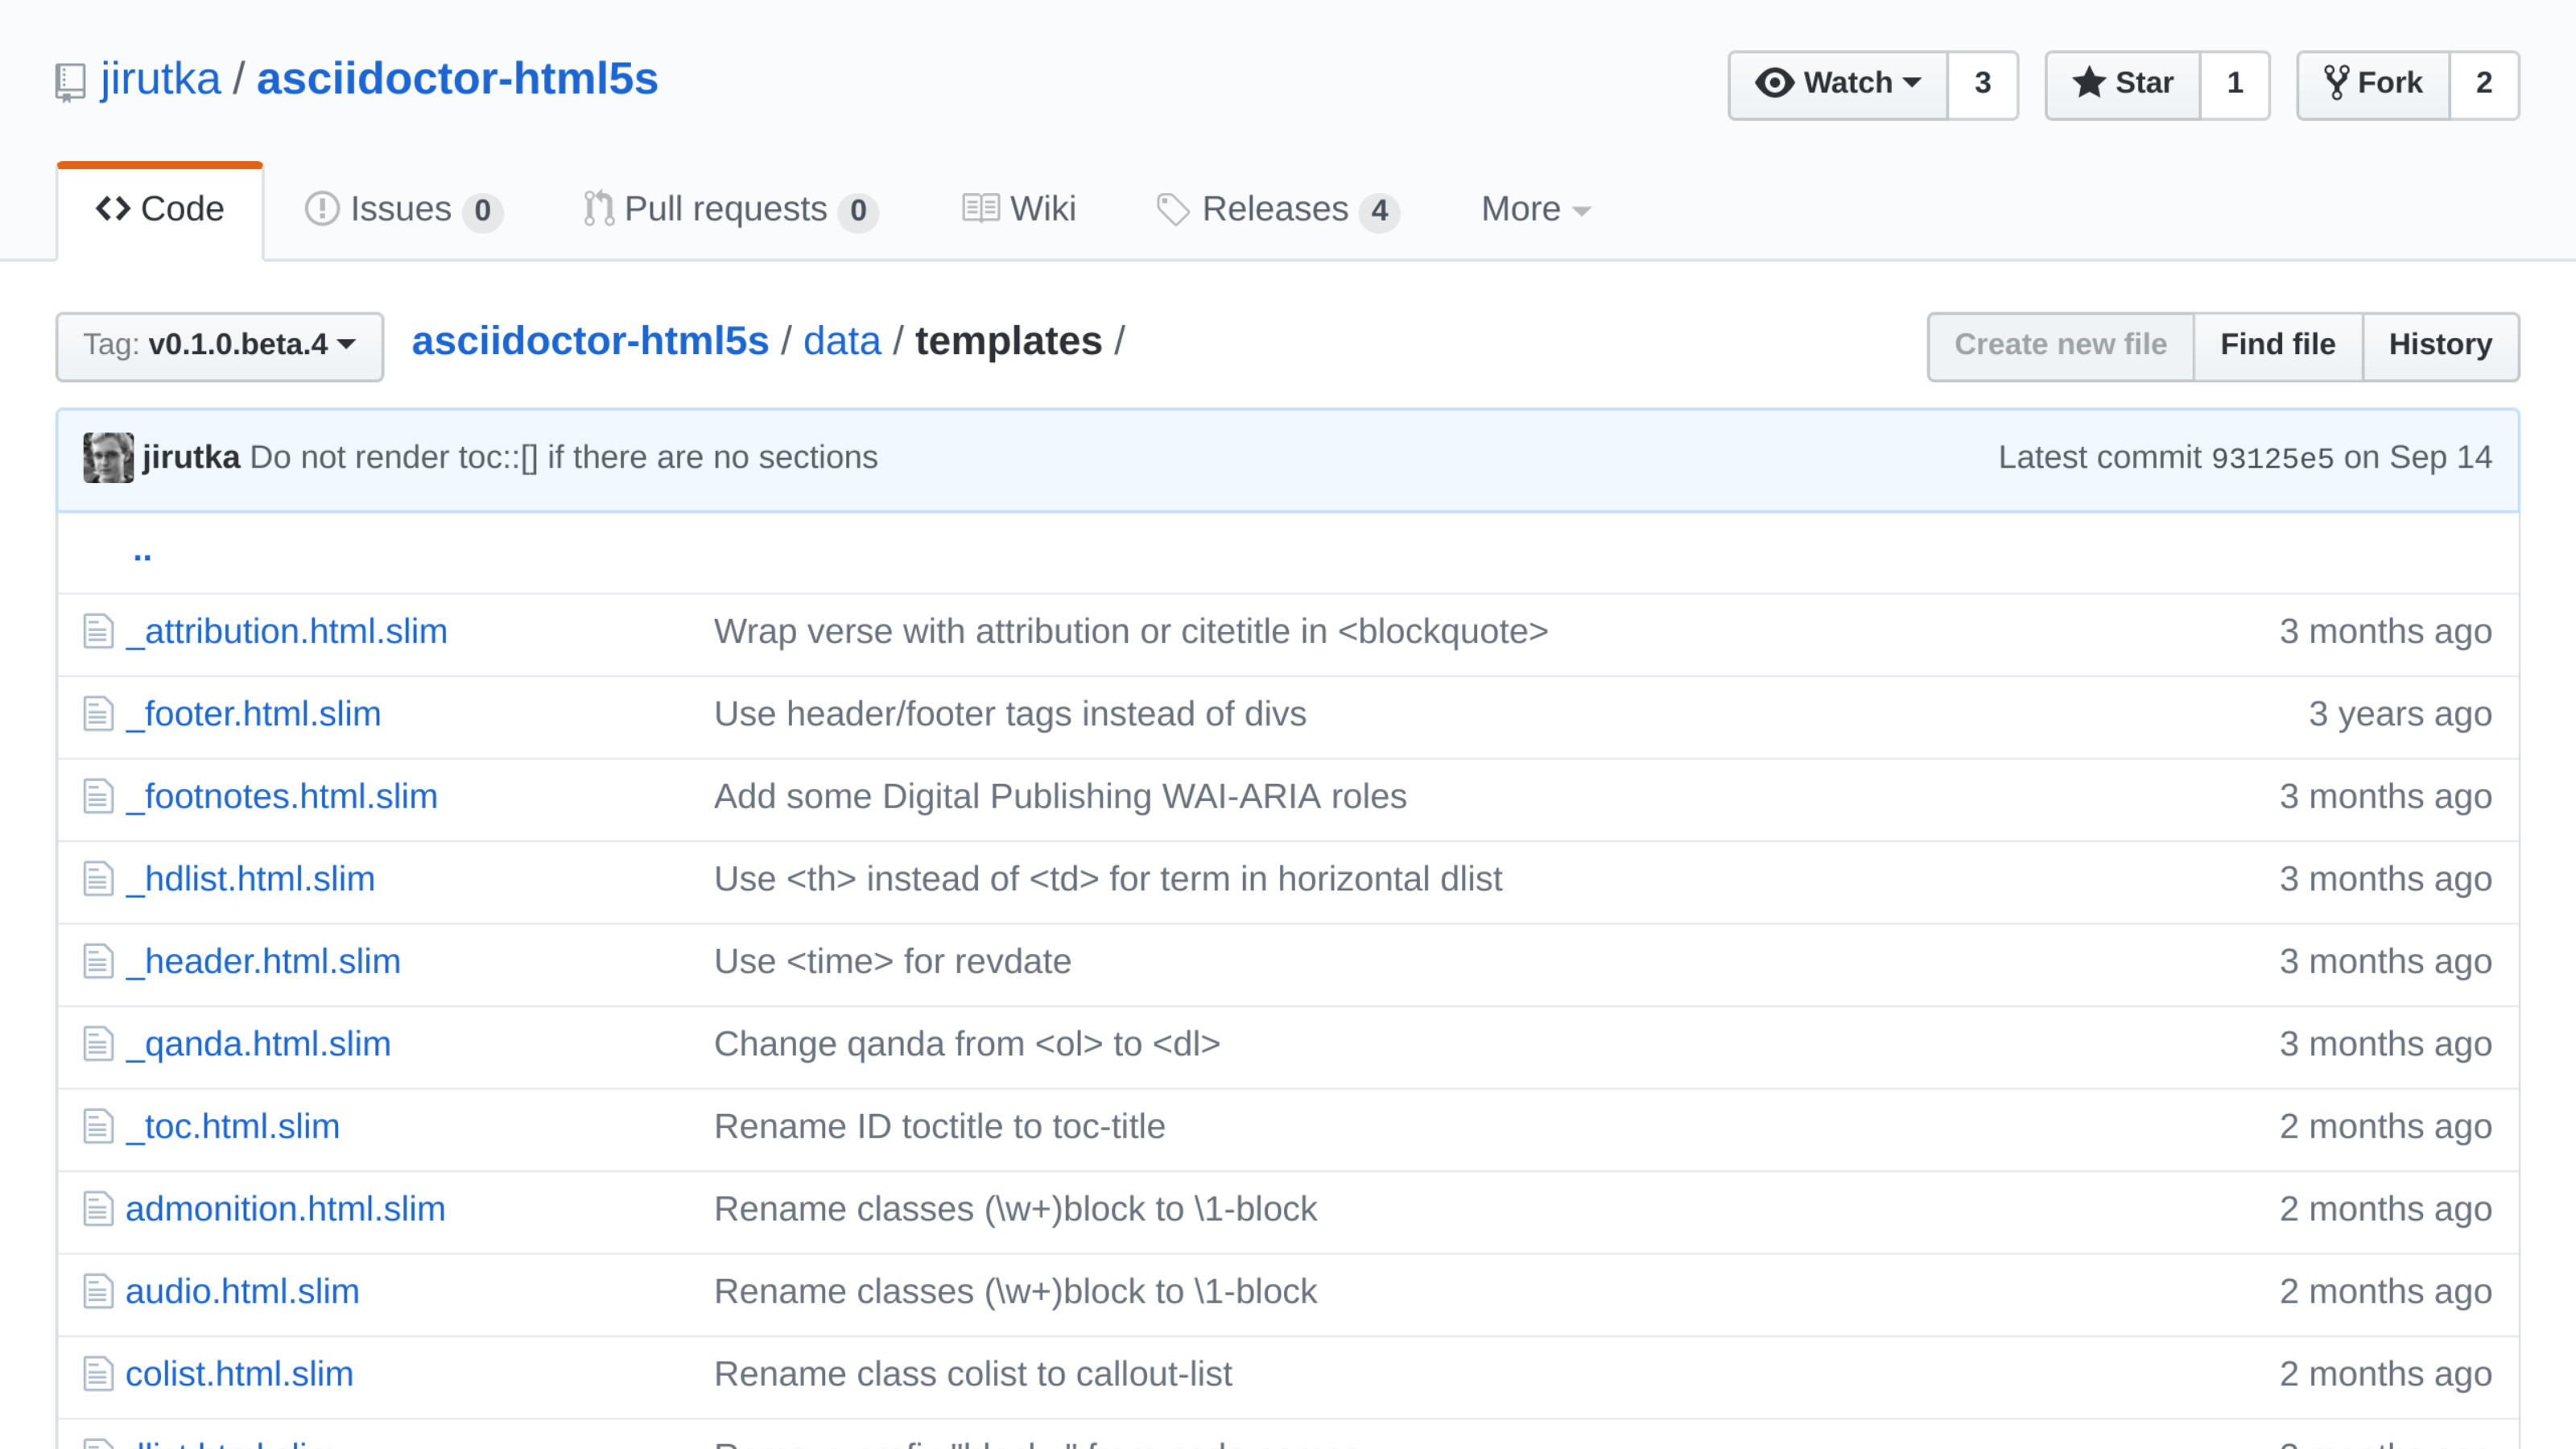 jirutka / asciidoctor-html5s Watch 3 Star 1 Fork 2
Code Issues 0 Pull requests 0 Wiki Releases 4 More
Tag: v0.1.0.beta.4 asciidoctor-html5s / data / templates / Create new file Find file History
jirutka Do not render toc::[] if there are no sections Latest commit 93125e5 on Sep 14
..
_attribution.html.slim Wrap verse with attribution or citetitle in <blockquote> 3 months ago
_footer.html.slim Use header/footer tags instead of divs 3 years ago
_footnotes.html.slim Add some Digital Publishing WAI-ARIA roles 3 months ago
_hdlist.html.slim Use <th> instead of <td> for term in horizontal dlist 3 months ago
_header.html.slim Use <time> for revdate 3 months ago
_qanda.html.slim Change qanda from <ol> to <dl> 3 months ago
_toc.html.slim Rename ID toctitle to toc-title 2 months ago
admonition.html.slim Rename classes (\w+)block to \1-block 2 months ago
audio.html.slim Rename classes (\w+)block to \1-block 2 months ago
colist.html.slim Rename class colist to callout-list 2 months ago